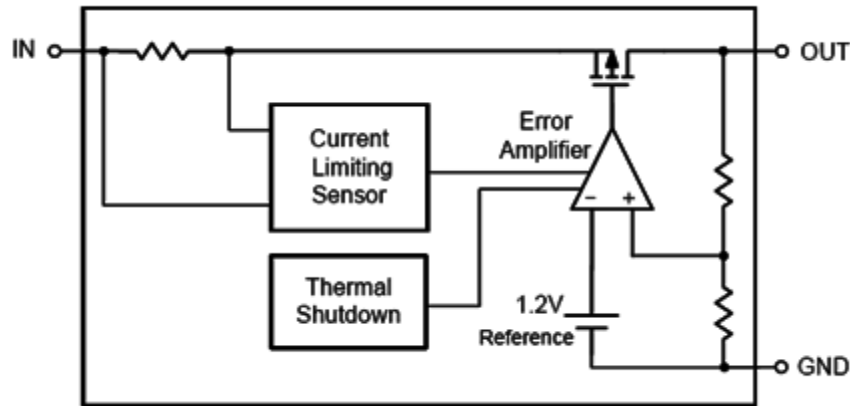 IN
OUT
Error
Amplifier
Current
Limiting
Sensor
- +
Thermal
Shutdown
1.2V
Reference
GND